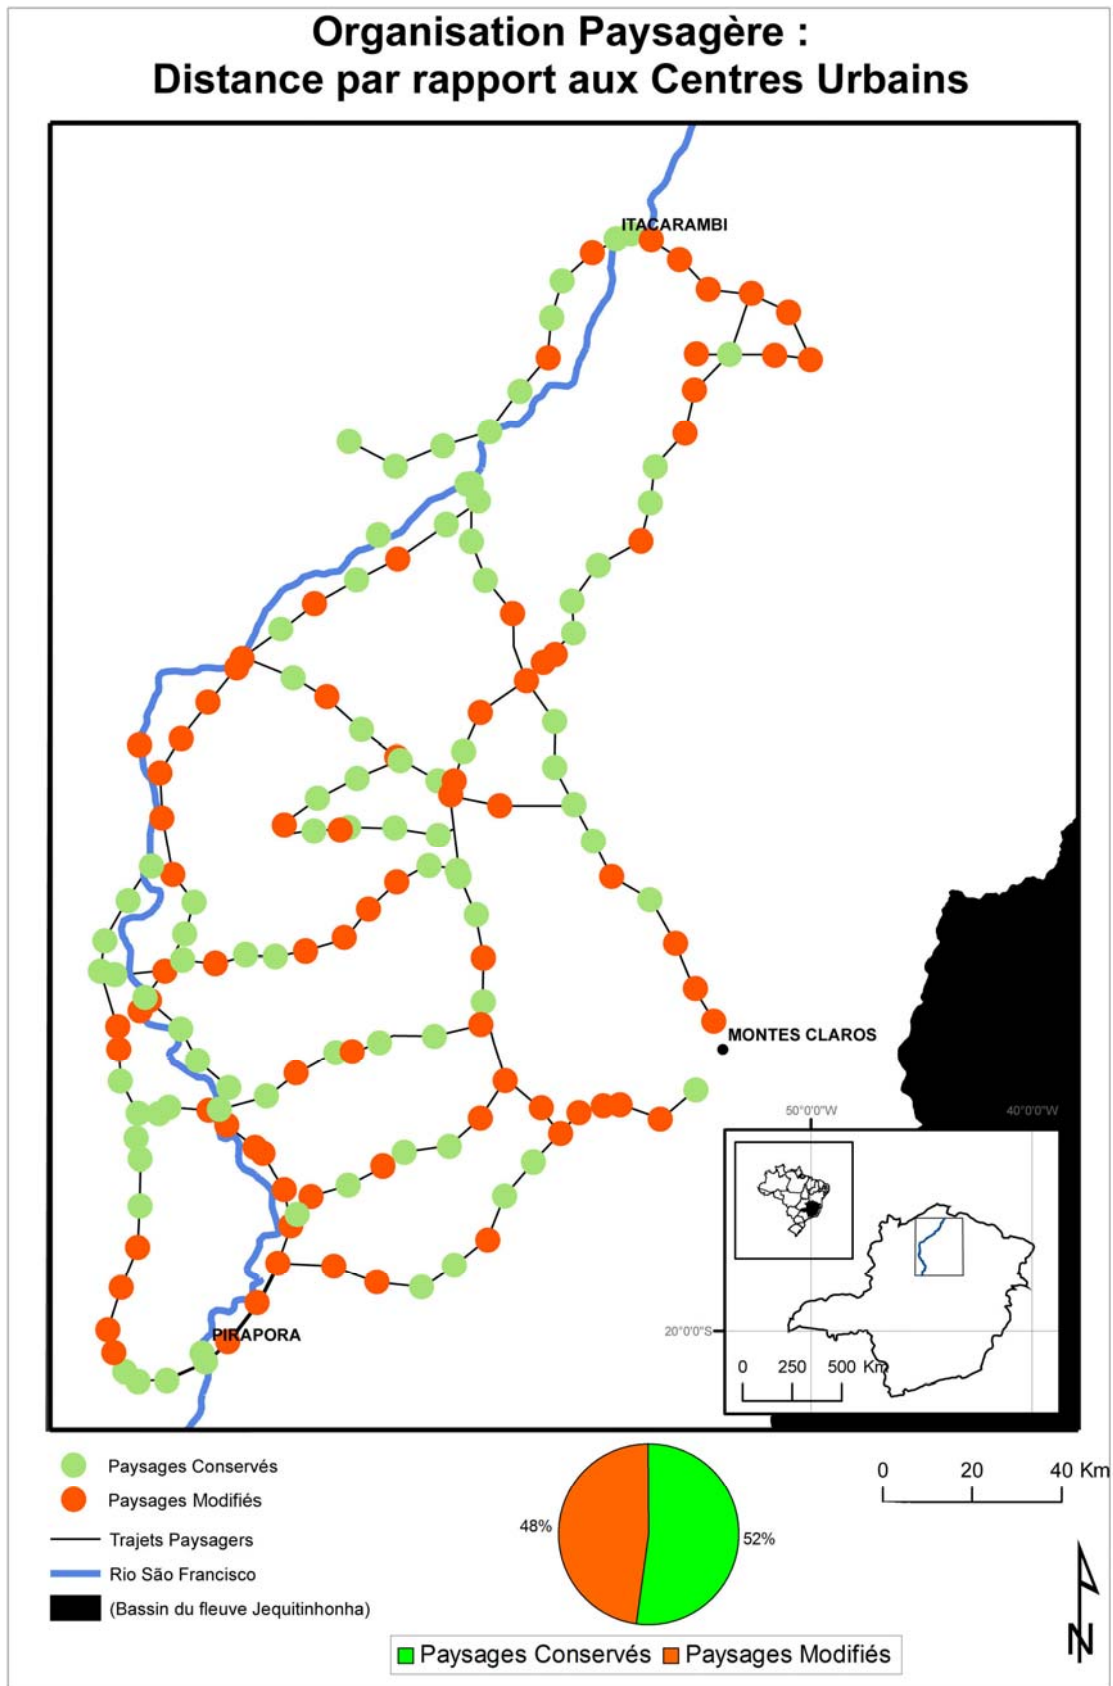 Organisation Paysagère :
Distance par rapport aux Centres Urbains
ITACARAMBI
MONTES CLAROS
50°0'0"W
40°0'0"W
20°0'0"S
0 250 500 Km
PIRAPORA
Paysages Conservés
Paysages Modifiés
Trajets Paysagers
Rio São Francisco
(Bassin du fleuve Jequitinhonha)
48%
52%
0 20 40 Km
N
Paysages Conservés Paysages Modifiés